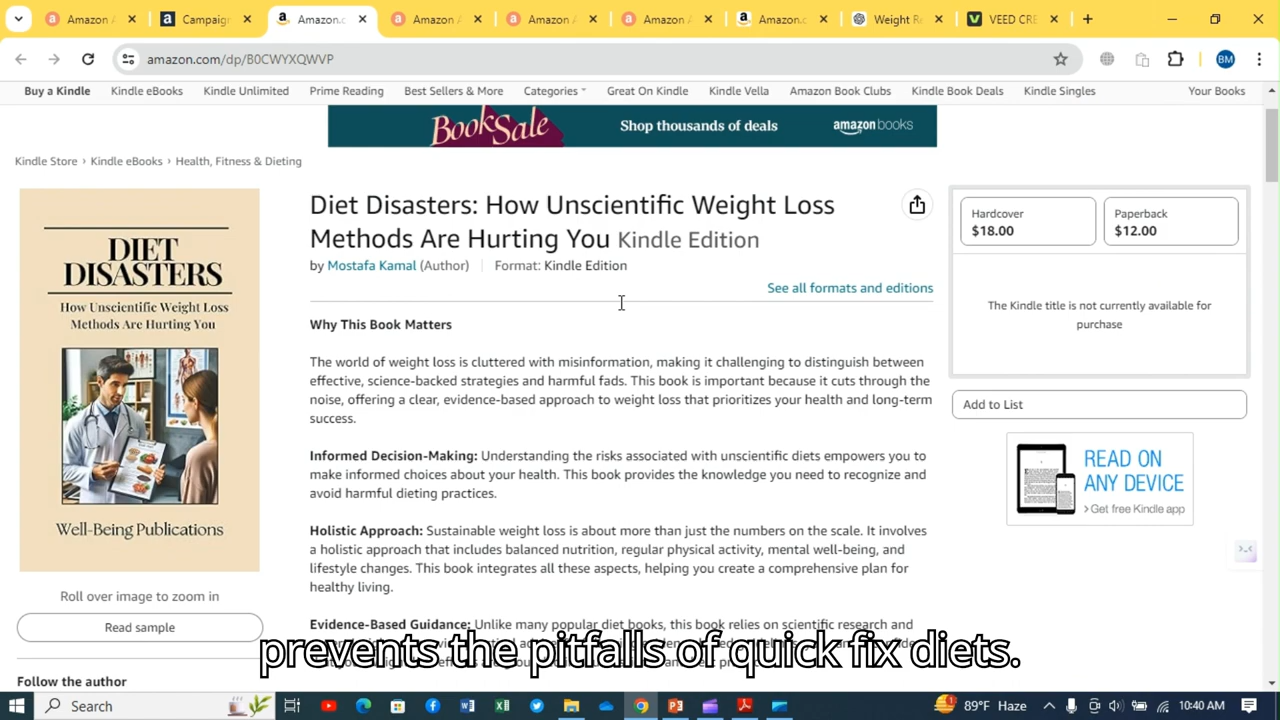 Amazon A
Campaign
Amazon.c
Amazon A
Amazon A
Amazon A
Amazon.c
Weight Re
VEED CRE
amazon.com/dp/B0CWYXQWVP
BM
Buy a Kindle Kindle eBooks Kindle Unlimited Prime Reading Best Sellers & More Categories Great On Kindle Kindle Vella Amazon Book Clubs Kindle Book Deals Kindle Singles Your Books
BookSale Shop thousands of deals amazon books
Kindle Store › Kindle eBooks › Health, Fitness & Dieting
DIET
DISASTERS
How Unscientific Weight Loss
Methods Are Hurting You
Well-Being Publications
Roll over image to zoom in
Read sample
Follow the author
Diet Disasters: How Unscientific Weight Loss
Methods Are Hurting You Kindle Edition
by Mostafa Kamal (Author) Format: Kindle Edition
See all formats and editions
Why This Book Matters
The world of weight loss is cluttered with misinformation, making it challenging to distinguish between
effective, science-backed strategies and harmful fads. This book is important because it cuts through the
noise, offering a clear, evidence-based approach to weight loss that prioritizes your health and long-term
success.
Informed Decision-Making: Understanding the risks associated with unscientific diets empowers you to
make informed choices about your health. This book provides the knowledge you need to recognize and
avoid harmful dieting practices.
Holistic Approach: Sustainable weight loss is about more than just the numbers on the scale. It involves
a holistic approach that includes balanced nutrition, regular physical activity, mental well-being, and
lifestyle changes. This book integrates all these aspects, helping you create a comprehensive plan for
healthy living.
Evidence-Based Guidance: Unlike many popular diet books, this book relies on scientific research and
prevents the pitfalls of quick fix diets.
Hardcover
$18.00
Paperback
$12.00
The Kindle title is not currently available for
purchase
Add to List
READ ON
ANY DEVICE
> Get free Kindle app
Search
89°F Haze
10:40 AM